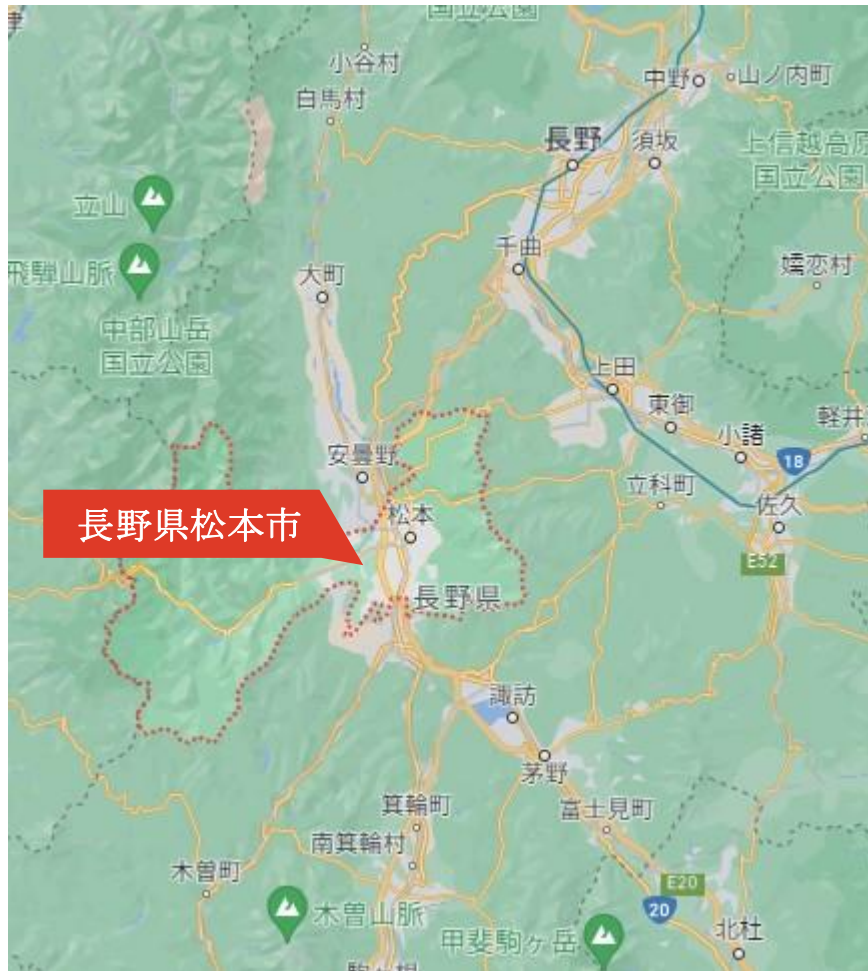 国立公園
津
小谷村
白馬村
中野
山ノ内町
長野
須坂
上信越高原
国立公園
立山
千曲
飛騨山脈
大町
嬬恋村
中部山岳
国立公園
上田
東御
小諸
軽井
18
安曇野
立科町
佐久
長野県松本市
松本
E52
長野県
諏訪
茅野
箕輪町
富士見町
南箕輪村
木曽町
E20
20
木曽山脈
甲斐駒ヶ岳
北杜